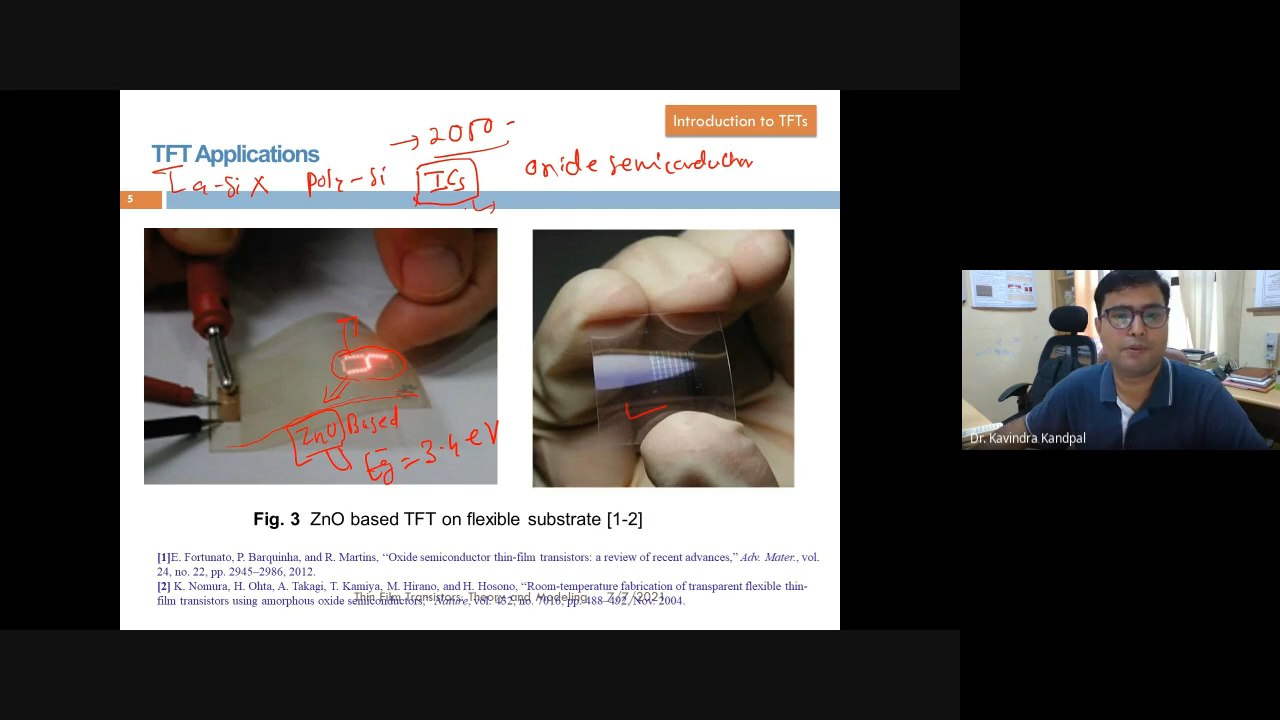 Introduction to TFTs
→ 2050
TFT Applications
a-Si X poly-Si ICs oxide semiconductor
5
ZnO Based
Eg = 3.4 eV
Fig. 3 ZnO based TFT on flexible substrate [1-2]
[1]E. Fortunato, P. Barquinha, and R. Martins, “Oxide semiconductor thin-film transistors: a review of recent advances,” Adv. Mater., vol.
24, no. 22, pp. 2945–2986, 2012.
[2] K. Nomura, H. Ohta, A. Takagi, T. Kamiya, M. Hirano, and H. Hosono, “Room-temperature fabrication of transparent flexible thin-
film transistors using amorphous oxide semiconductors,” Nature, vol. 432, no. 7016, pp. 488–492, Nov. 2004.
Thin Film Transistors: Theory and Modeling 7/7/2021
Dr. Kavindra Kandpal